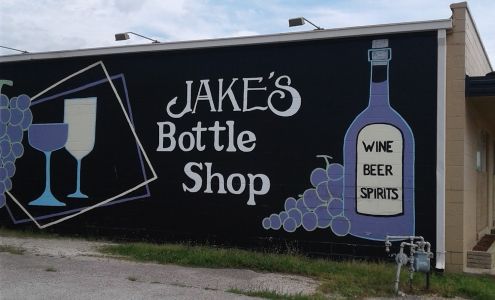 JAKE'S
Bottle
Shop
WINE
BEER
SPIRITS